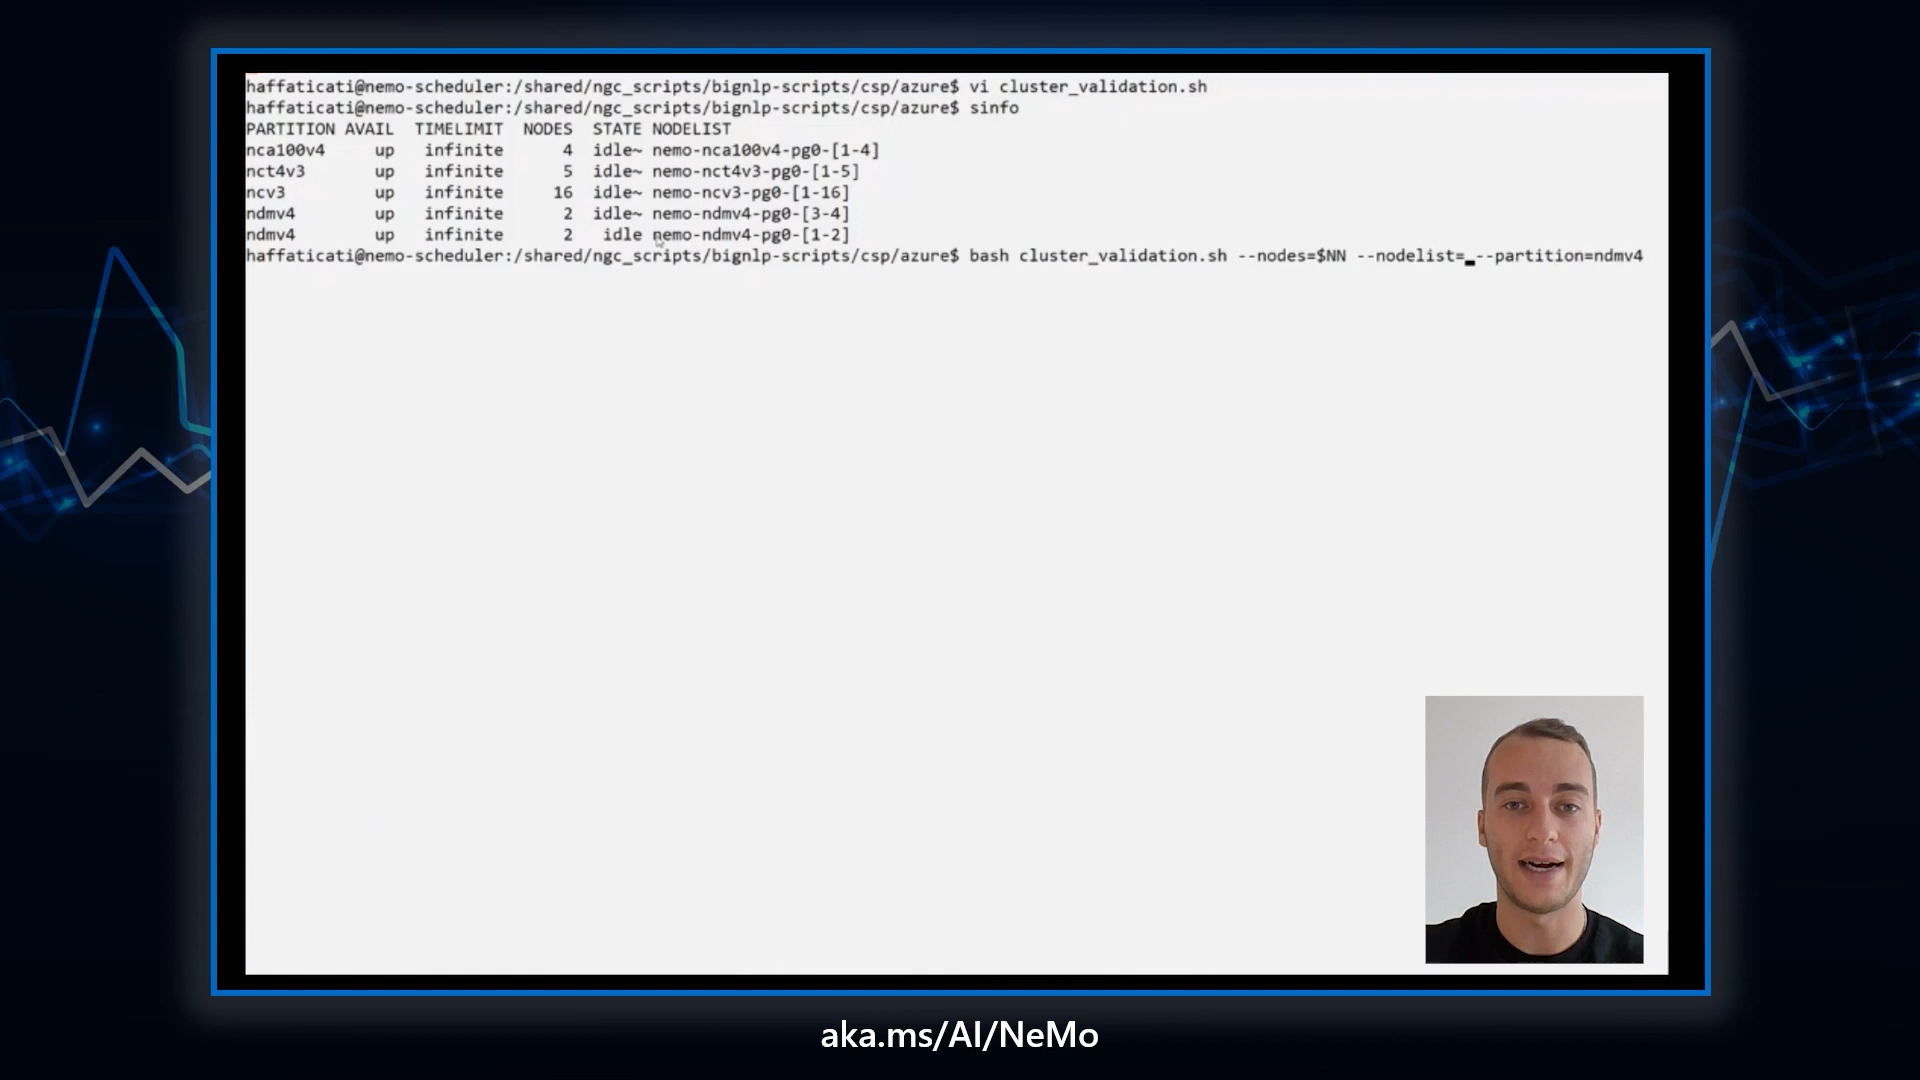 haffaticati@nemo-scheduler:/shared/ngc_scripts/bignlp-scripts/csp/azure$ vi cluster_validation.sh
haffaticati@nemo-scheduler:/shared/ngc_scripts/bignlp-scripts/csp/azure$ sinfo
PARTITION AVAIL  TIMELIMIT  NODES  STATE NODELIST
nca100v4     up   infinite      4  idle~ nemo-nca100v4-pg0-[1-4]
nct4v3       up   infinite      5  idle~ nemo-nct4v3-pg0-[1-5]
ncv3         up   infinite     16  idle~ nemo-ncv3-pg0-[1-16]
ndmv4        up   infinite      2  idle~ nemo-ndmv4-pg0-[3-4]
ndmv4        up   infinite      2   idle nemo-ndmv4-pg0-[1-2]
haffaticati@nemo-scheduler:/shared/ngc_scripts/bignlp-scripts/csp/azure$ bash cluster_validation.sh --nodes=$NN --nodelist= --partition=ndmv4
aka.ms/AI/NeMo